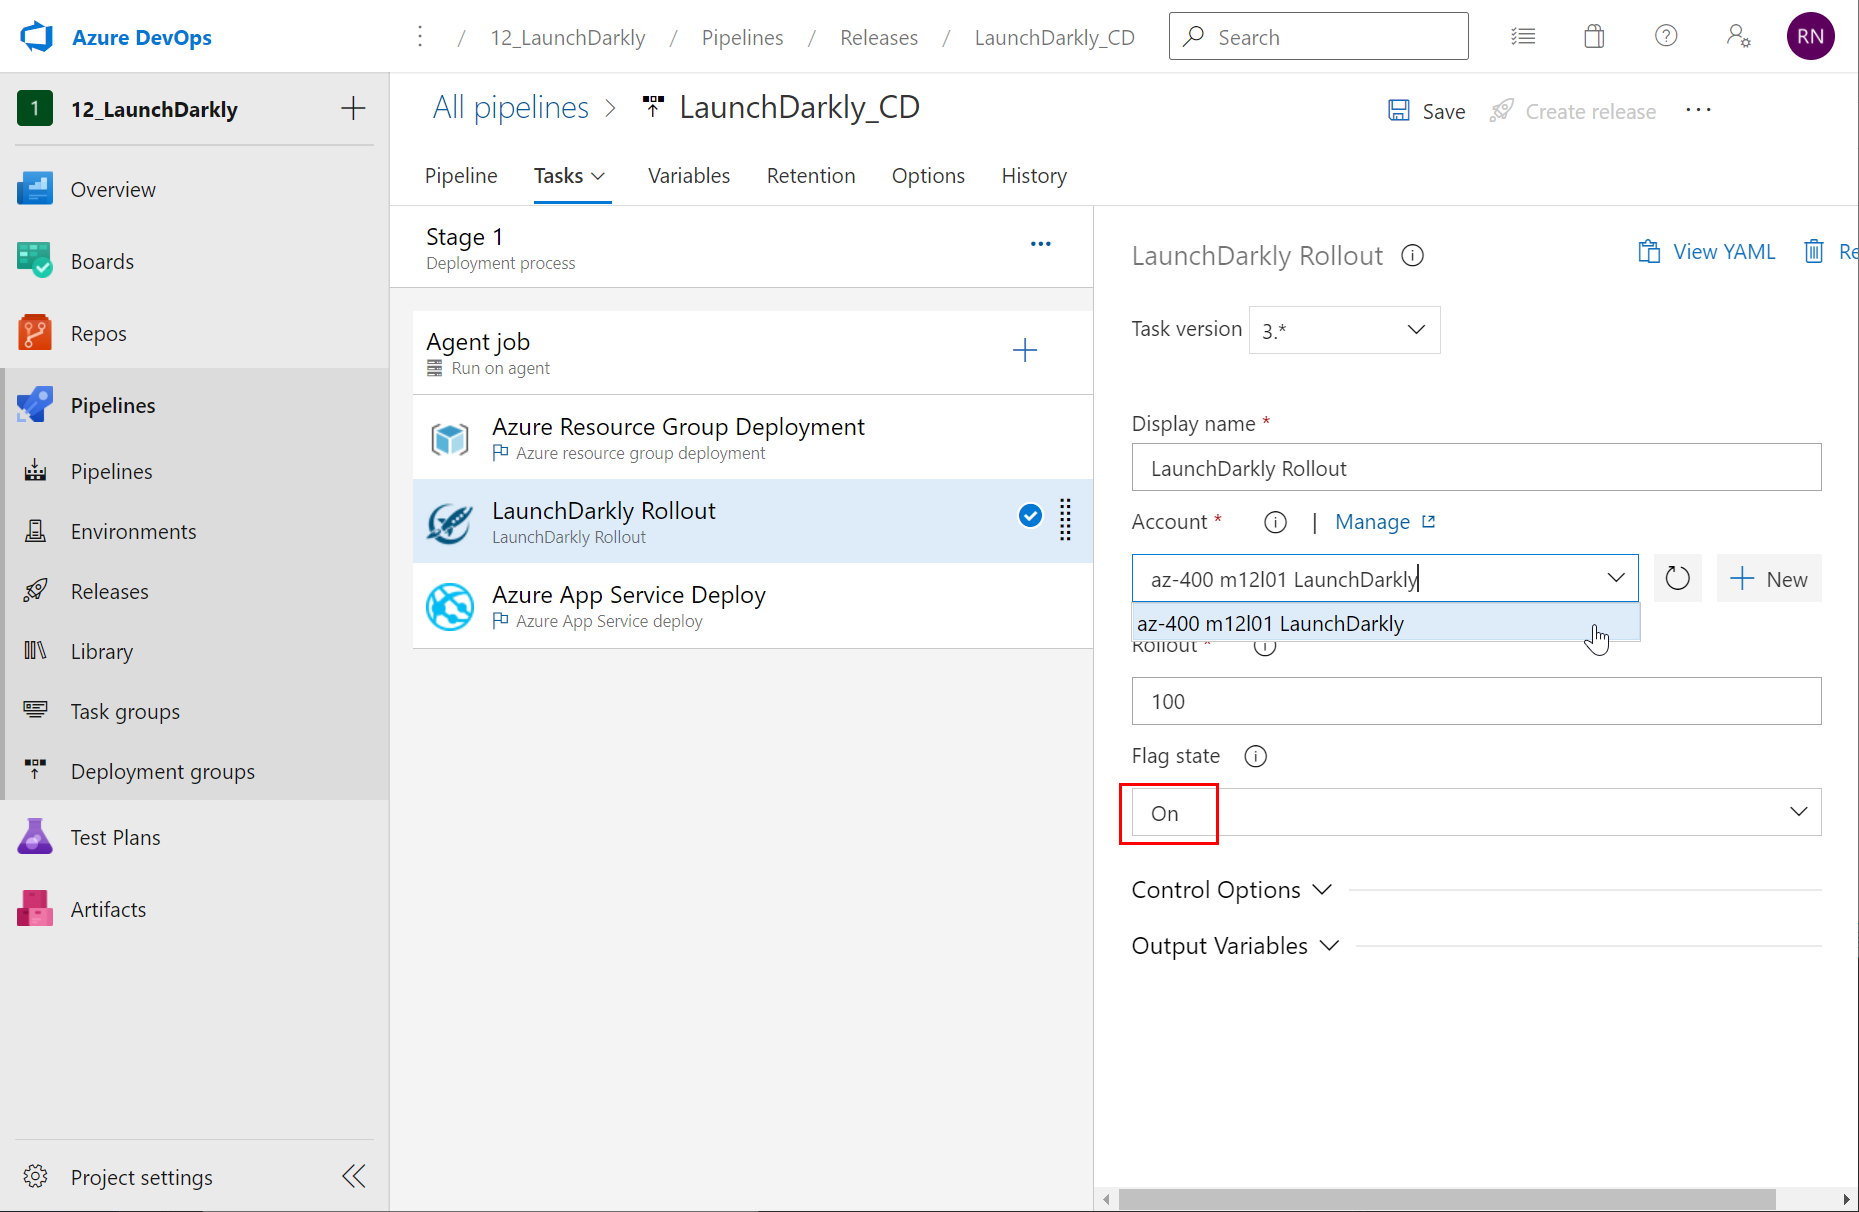 Azure DevOps
/ 12_LaunchDarkly / Pipelines / Releases / LaunchDarkly_CD
Search
RN
1 12_LaunchDarkly
Overview
Boards
Repos
Pipelines
Pipelines
Environments
Releases
Library
Task groups
Deployment groups
Test Plans
Artifacts
Project settings
All pipelines > LaunchDarkly_CD
Save
Create release
Pipeline Tasks Variables Retention Options History
Stage 1
Deployment process
Agent job
Run on agent
Azure Resource Group Deployment
Azure resource group deployment
LaunchDarkly Rollout
LaunchDarkly Rollout
Azure App Service Deploy
Azure App Service deploy
LaunchDarkly Rollout
View YAML
Re
Task version 3.*
Display name *
LaunchDarkly Rollout
Account * | Manage
az-400 m12l01 LaunchDarkly
New
az-400 m12l01 LaunchDarkly
Rollout *
100
Flag state
On
Control Options
Output Variables